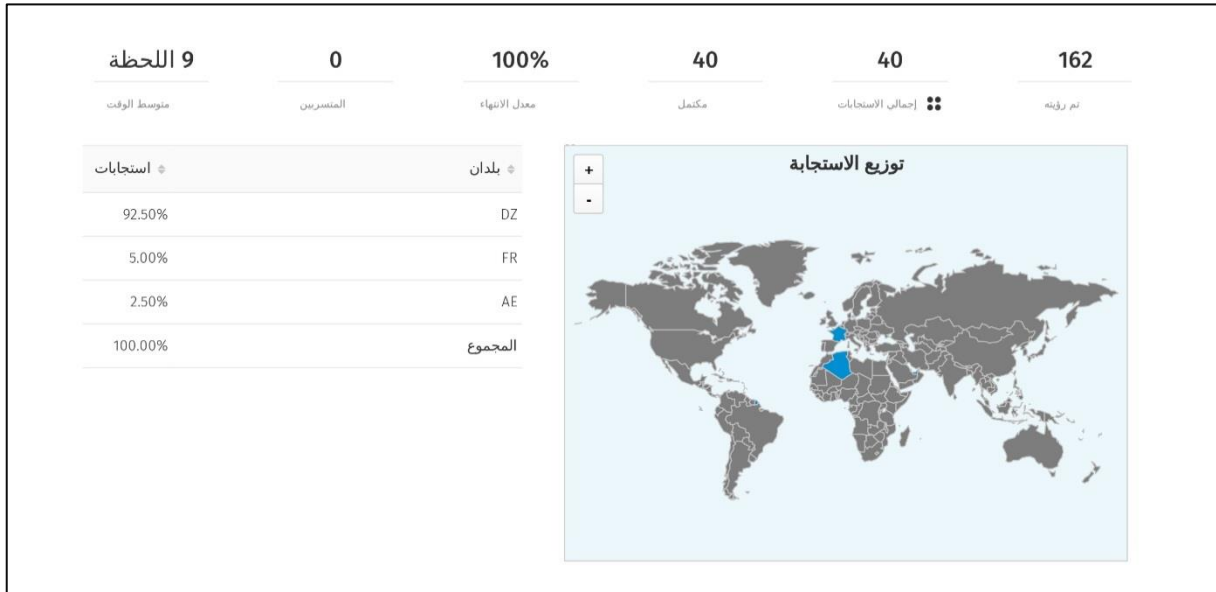 162 40 40 100% 0 9 اللحظة
تم رؤيته إجمالي الاستجابات مكتمل معدل الانتهاء المتسربين متوسط الوقت
توزيع الاستجابة
+
-
بلدان استجابات
DZ 92.50%
FR 5.00%
AE 2.50%
المجموع 100.00%